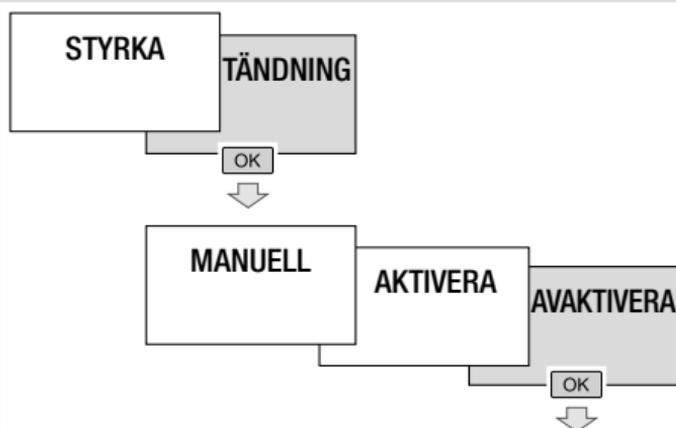 STYRKA
TÄNDNING
OK
MANUELL
AKTIVERA
AVAKTIVERA
OK